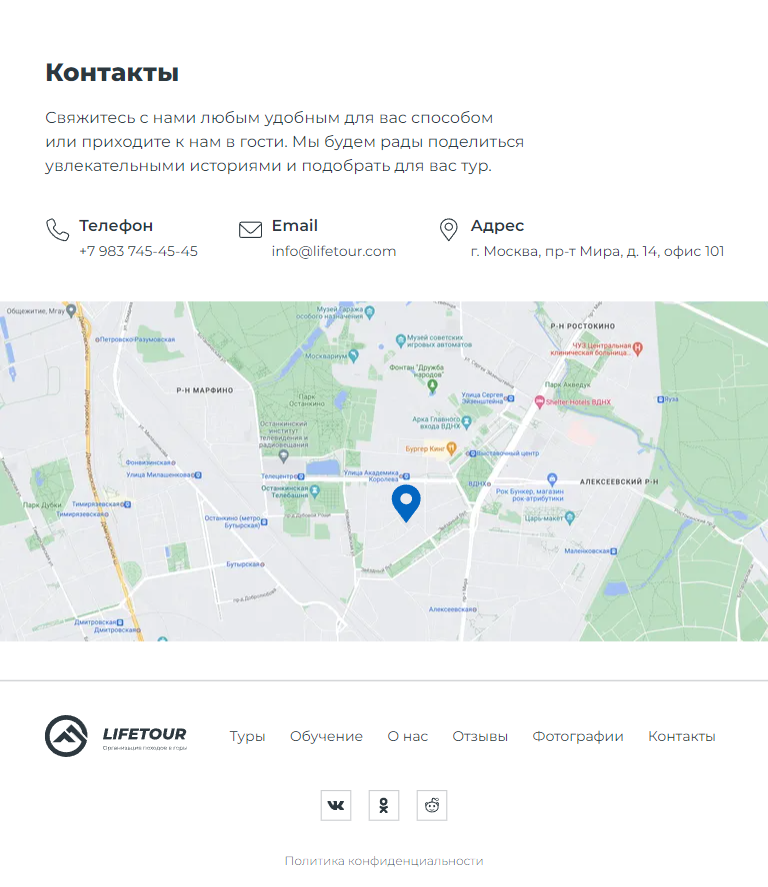 Контакты
Свяжитесь с нами любым удобным для вас способом
или приходите к нам в гости. Мы будем рады поделиться
увлекательными историями и подобрать для вас тур.
Телефон
+7 983 745-45-45
Email
info@lifetour.com
Адрес
г. Москва, пр-т Мира, д. 14, офис 101
Общежитие, Мгау
Петровско-Разумовская
Музей Гаража
особого назначения
Москвариум
Музей советских
игровых автоматов
Р-Н РОСТОКИНО
ЧУЗ Центральная
клиническая больница...
Фонтан "Дружба
народов"
Р-Н МАРФИНО
Парк
Останкино
Парк Акведук
Улица Сергея
Эйзенштейна
Shelter Hotels ВДНХ
Яуза
Арка Главного
входа ВДНХ
Останкинский
институт
телевидения и
радиовещания
Бургер Кинг
Выставочный центр
Фонвизинская
Улица Милашенкова
Телецентр
Улица Академика
Королева
ВДНХ
АЛЕКСЕЕВСКИЙ Р-Н
Останкинская
Телебашня
Рок Бункер, магазин
рок-атрибутики
Парк Дубки
Тимирязевская
Тимирязевская
Останкино (метро
Бутырская)
Царь-макет
Маленковская
Бутырская
Алексеевская
Дмитровская
Дмитровская
LIFETOUR
Организация походов в горы
Туры
Обучение
О нас
Отзывы
Фотографии
Контакты
Политика конфиденциальности